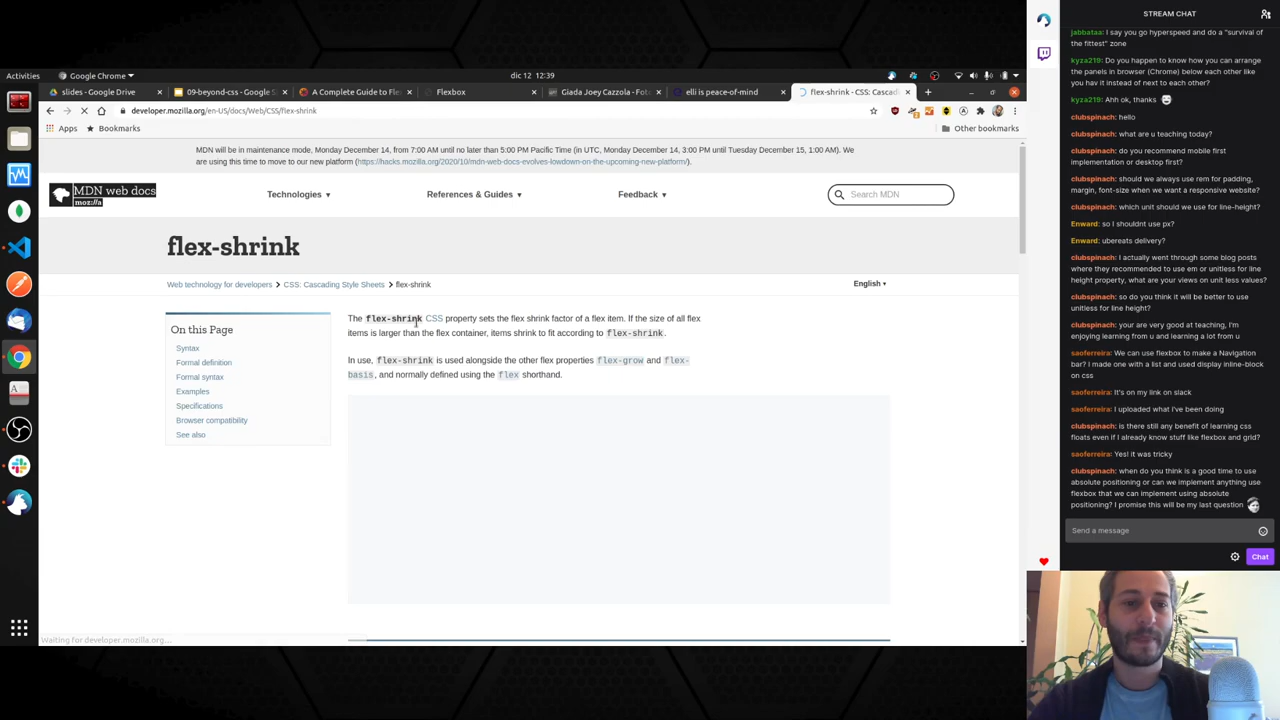 Activities
Google Chrome
dic 12 12:39
slides - Google Drive
09-beyond-css - Google
A Complete Guide to Flex
Flexbox
Giada Joey Cazzola - Fot
elli is peace-of-mind
flex-shrink - CSS: Cascad
developer.mozilla.org/en-US/docs/Web/CSS/flex-shrink
Apps
Bookmarks
Other bookmarks
MDN will be in maintenance mode, Monday December 14, from 7:00 AM until no later than 5:00 PM Pacific Time (in UTC, Monday December 14, 3:00 PM until Tuesday December 15, 1:00 AM). We
are using this time to move to our new platform (https://hacks.mozilla.org/2020/10/mdn-web-docs-evolves-lowdown-on-the-upcoming-new-platform/).
MDN web docs
moz://a
Technologies ▾
References & Guides ▾
Feedback ▾
Search MDN
flex-shrink
Web technology for developers > CSS: Cascading Style Sheets > flex-shrink
English ▾
On this Page
Syntax
Formal definition
Formal syntax
Examples
Specifications
Browser compatibility
See also
The flex-shrink CSS property sets the flex shrink factor of a flex item. If the size of all flex
items is larger than the flex container, items shrink to fit according to flex-shrink.
In use, flex-shrink is used alongside the other flex properties flex-grow and flex-
basis, and normally defined using the flex shorthand.
Waiting for developer.mozilla.org...
STREAM CHAT
jabbataa: I say you go hyperspeed and do a "survival of
the fittest" zone
kyza219: Do you happen to know how you can arrange
the panels in browser (Chrome) below each other like
you hav it instead of next to each other?
kyza219: Ahh ok, thanks
clubspinach: hello
clubspinach: what are u teaching today?
clubspinach: do you recommend mobile first
implementation or desktop first?
clubspinach: should we always use rem for padding,
margin, font-size when we want a responsive website?
clubspinach: which unit should we use for line-height?
Enward: so I shouldnt use px?
Enward: ubereats delivery?
clubspinach: I actually went through some blog posts
where they recommended to use em or unitless for line
height property, what are your views on unit less values?
clubspinach: so do you think it will be better to use
unitless for line height?
clubspinach: your are very good at teaching, I'm
enjoying learning from u and learning a lot from u
saoferreira: We can use flexbox to make a Navigation
bar? I made one with a list and used display inline-block
on css
saoferreira: It's on my link on slack
saoferreira: I uploaded what I've been doing
clubspinach: is there still any benefit of learning css
floats even if I already know stuff like flexbox and grid?
saoferreira: Yes! it was tricky
clubspinach: when do you think is a good time to use
absolute positioning or can we implement anything use
flexbox that we can implement using absolute
positioning? I promise this will be my last question
Send a message
Chat